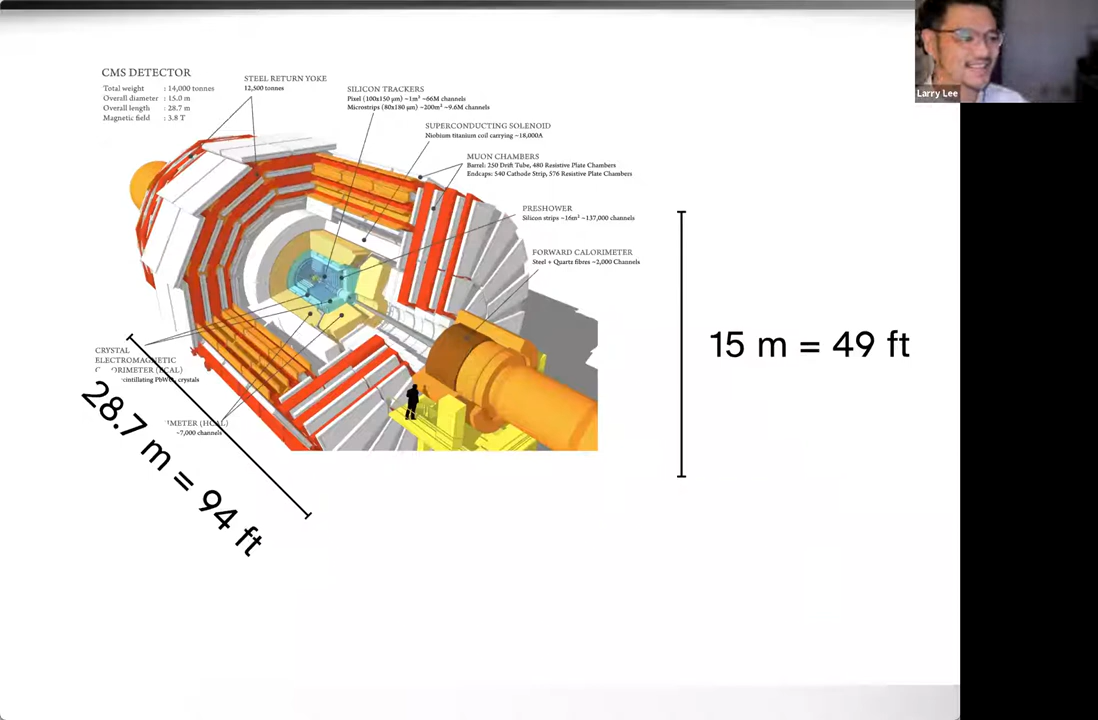 CMS DETECTOR
Total weight : 14,000 tonnes
Overall diameter : 15.0 m
Overall length : 28.7 m
Magnetic field : 3.8 T
STEEL RETURN YOKE
12,500 tonnes
SILICON TRACKERS
Pixel (100x150 μm) ~1m² ~66M channels
Microstrips (80x180 μm) ~200m² ~9.6M channels
SUPERCONDUCTING SOLENOID
Niobium titanium coil carrying ~18,000A
MUON CHAMBERS
Barrel: 250 Drift Tube, 480 Resistive Plate Chambers
Endcaps: 540 Cathode Strip, 576 Resistive Plate Chambers
PRESHOWER
Silicon strips ~16m² ~137,000 channels
FORWARD CALORIMETER
Steel + Quartz fibres ~2,000 Channels
CRYSTAL
ELECTROMAGNETIC
(ECAL)
crystals
(HCAL)
~7,000 channels
28.7 m = 94 ft
15 m = 49 ft
Larry Lee